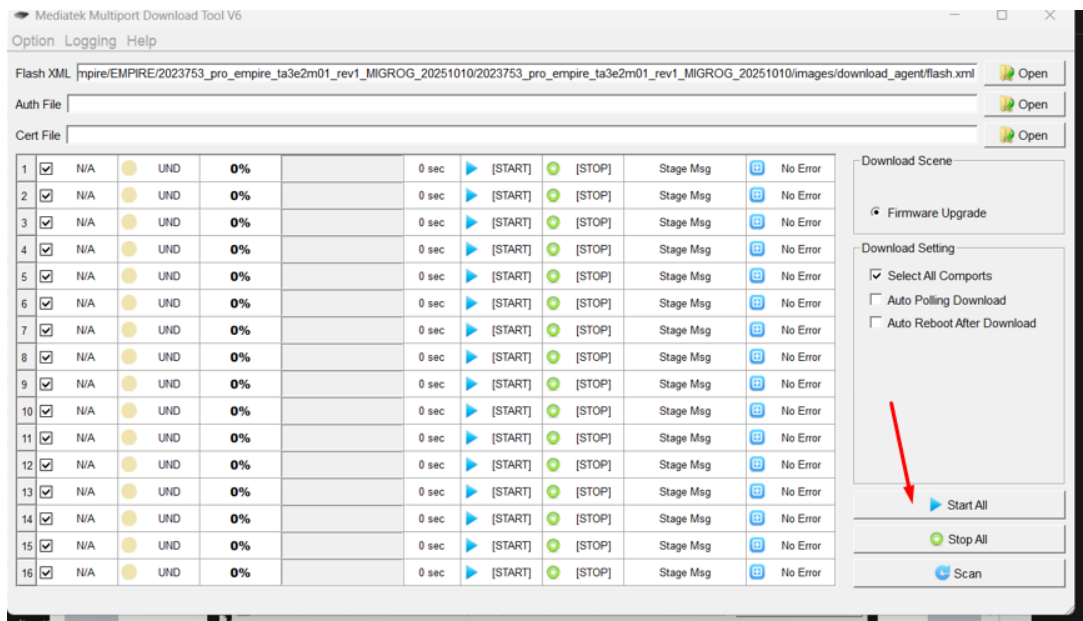 Mediatek Multiport Download Tool V6
Option Logging Help
Flash XML mpire/EMPIRE/2023753_pro_empire_ta3e2m01_rev1_MIGROG_20251010/2023753_pro_empire_ta3e2m01_rev1_MIGROG_20251010/images/download_agent/flash.xml Open
Auth File Open
Cert File Open
1 N/A UND 0% 0 sec [START] [STOP] Stage Msg No Error
2 N/A UND 0% 0 sec [START] [STOP] Stage Msg No Error
3 N/A UND 0% 0 sec [START] [STOP] Stage Msg No Error
4 N/A UND 0% 0 sec [START] [STOP] Stage Msg No Error
5 N/A UND 0% 0 sec [START] [STOP] Stage Msg No Error
6 N/A UND 0% 0 sec [START] [STOP] Stage Msg No Error
7 N/A UND 0% 0 sec [START] [STOP] Stage Msg No Error
8 N/A UND 0% 0 sec [START] [STOP] Stage Msg No Error
9 N/A UND 0% 0 sec [START] [STOP] Stage Msg No Error
10 N/A UND 0% 0 sec [START] [STOP] Stage Msg No Error
11 N/A UND 0% 0 sec [START] [STOP] Stage Msg No Error
12 N/A UND 0% 0 sec [START] [STOP] Stage Msg No Error
13 N/A UND 0% 0 sec [START] [STOP] Stage Msg No Error
14 N/A UND 0% 0 sec [START] [STOP] Stage Msg No Error
15 N/A UND 0% 0 sec [START] [STOP] Stage Msg No Error
16 N/A UND 0% 0 sec [START] [STOP] Stage Msg No Error
Download Scene
Firmware Upgrade
Download Setting
Select All Comports
Auto Polling Download
Auto Reboot After Download
Start All
Stop All
Scan